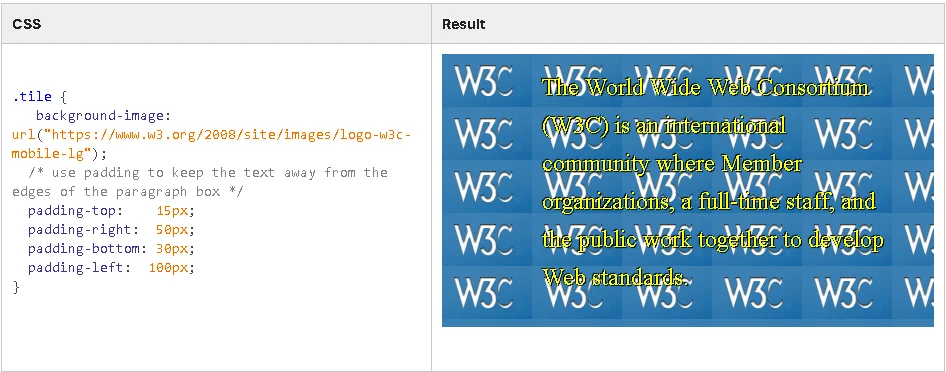 CSS
Result
.tile {
background-image:
url("https://www.w3.org/2008/site/images/logo-w3c-
mobile-lg");
/* use padding to keep the text away from the
edges of the paragraph box */
padding-top: 15px;
padding-right: 50px;
padding-bottom: 30px;
padding-left: 100px;
}
W3C W3C W3C W3C W3C W
The World Wide Web Consortium
W3C W3C W3C W3C W3C W
(W3C) is an international
community where Member
W3C W3C W3C W3C W3C W
organizations, a full-time staff, and
W3C W3C W3C W3C W3C W
the public work together to develop
Web standards.
W3C W3C W3C W3C W3C W